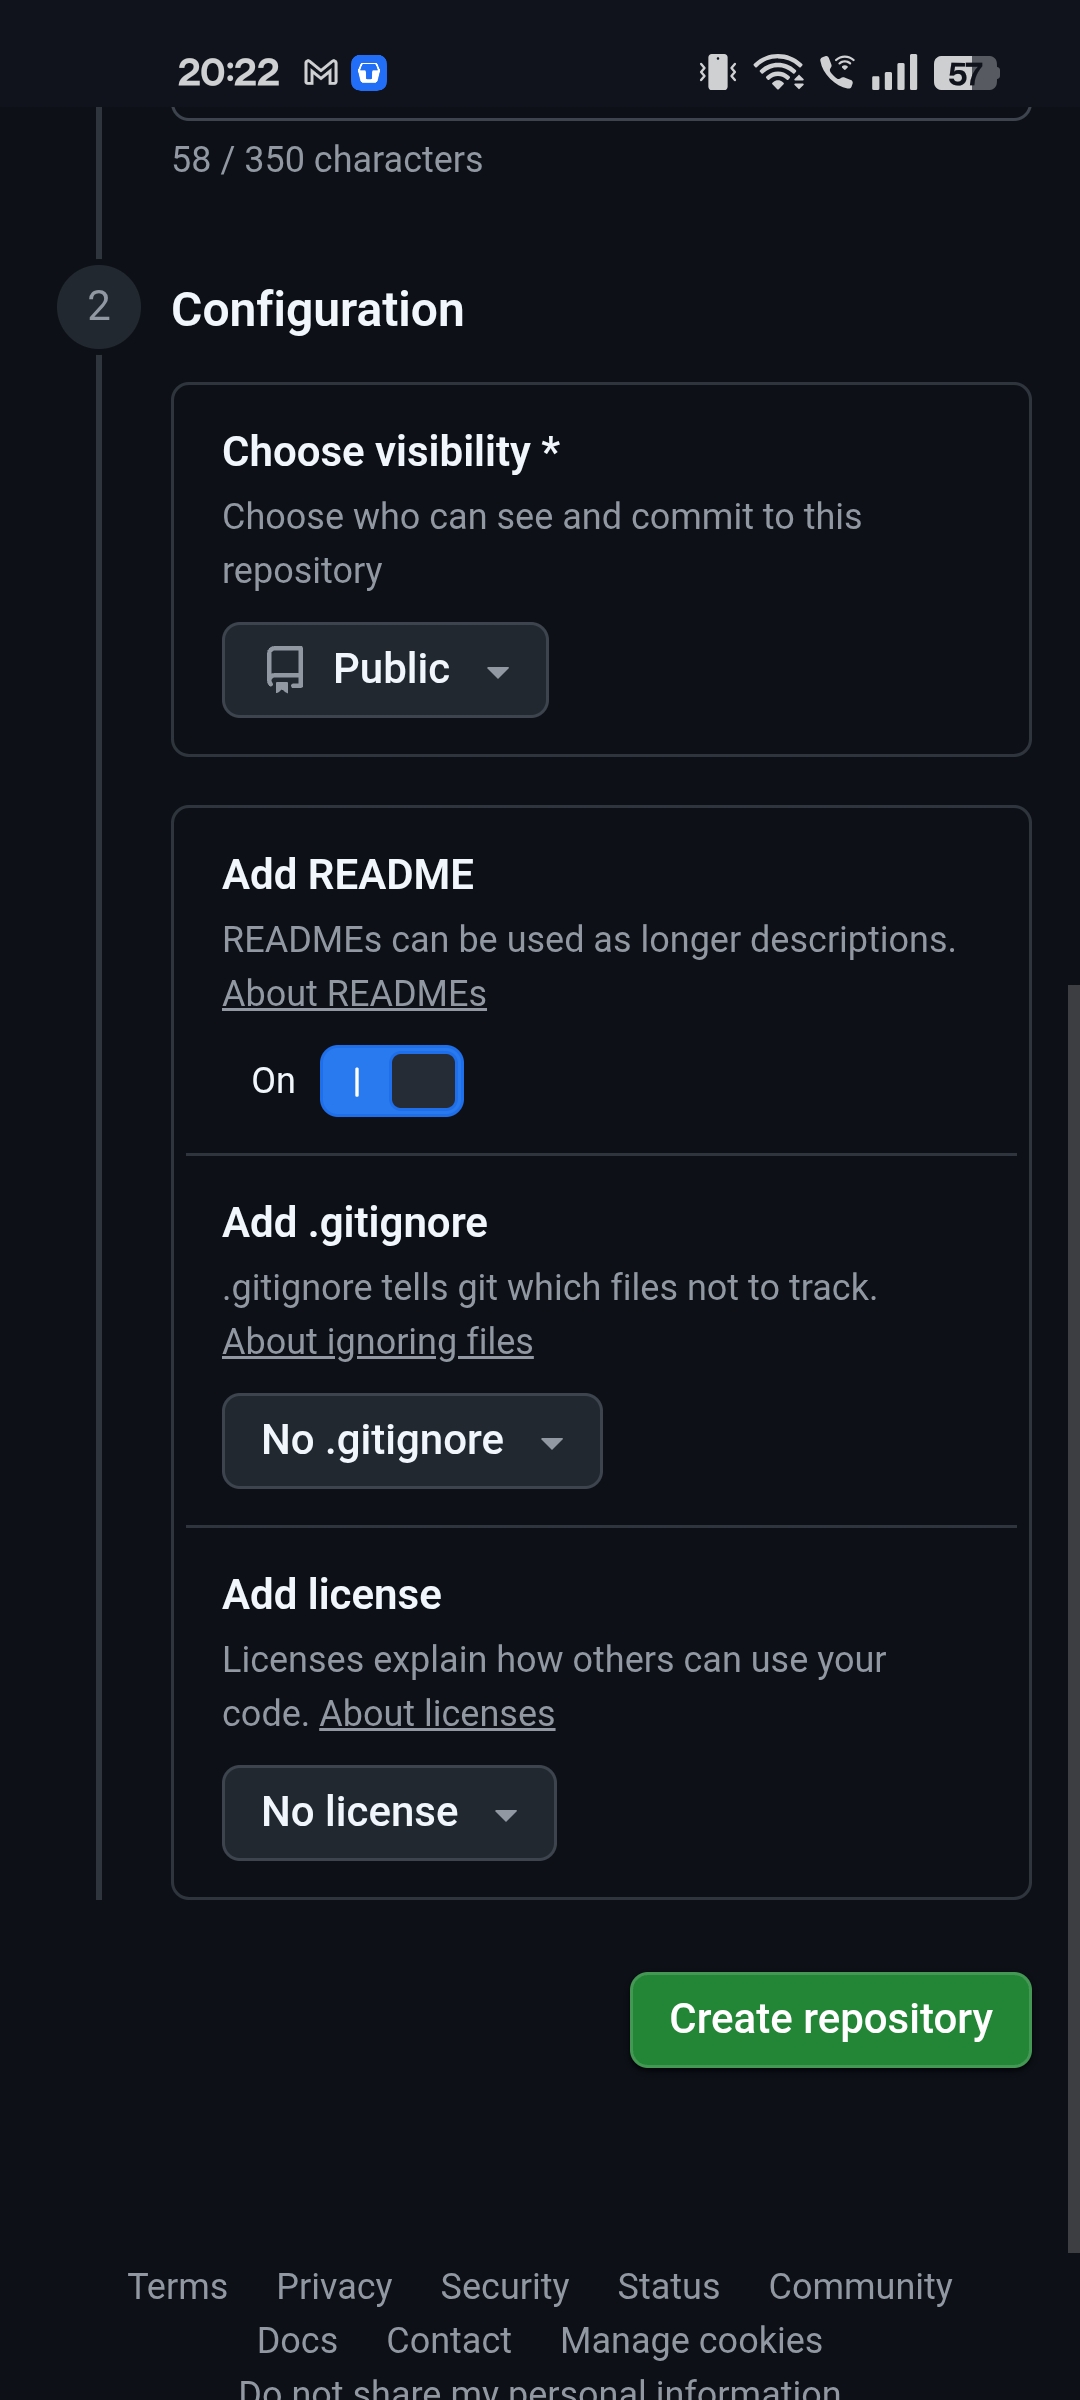 20:22
57
58 / 350 characters
2
Configuration
Choose visibility *
Choose who can see and commit to this
repository
Public
Add README
READMEs can be used as longer descriptions.
About READMEs
On
Add .gitignore
.gitignore tells git which files not to track.
About ignoring files
No .gitignore
Add license
Licenses explain how others can use your
code. About licenses
No license
Create repository
Terms Privacy Security Status Community
Docs Contact Manage cookies
Do not share my personal information